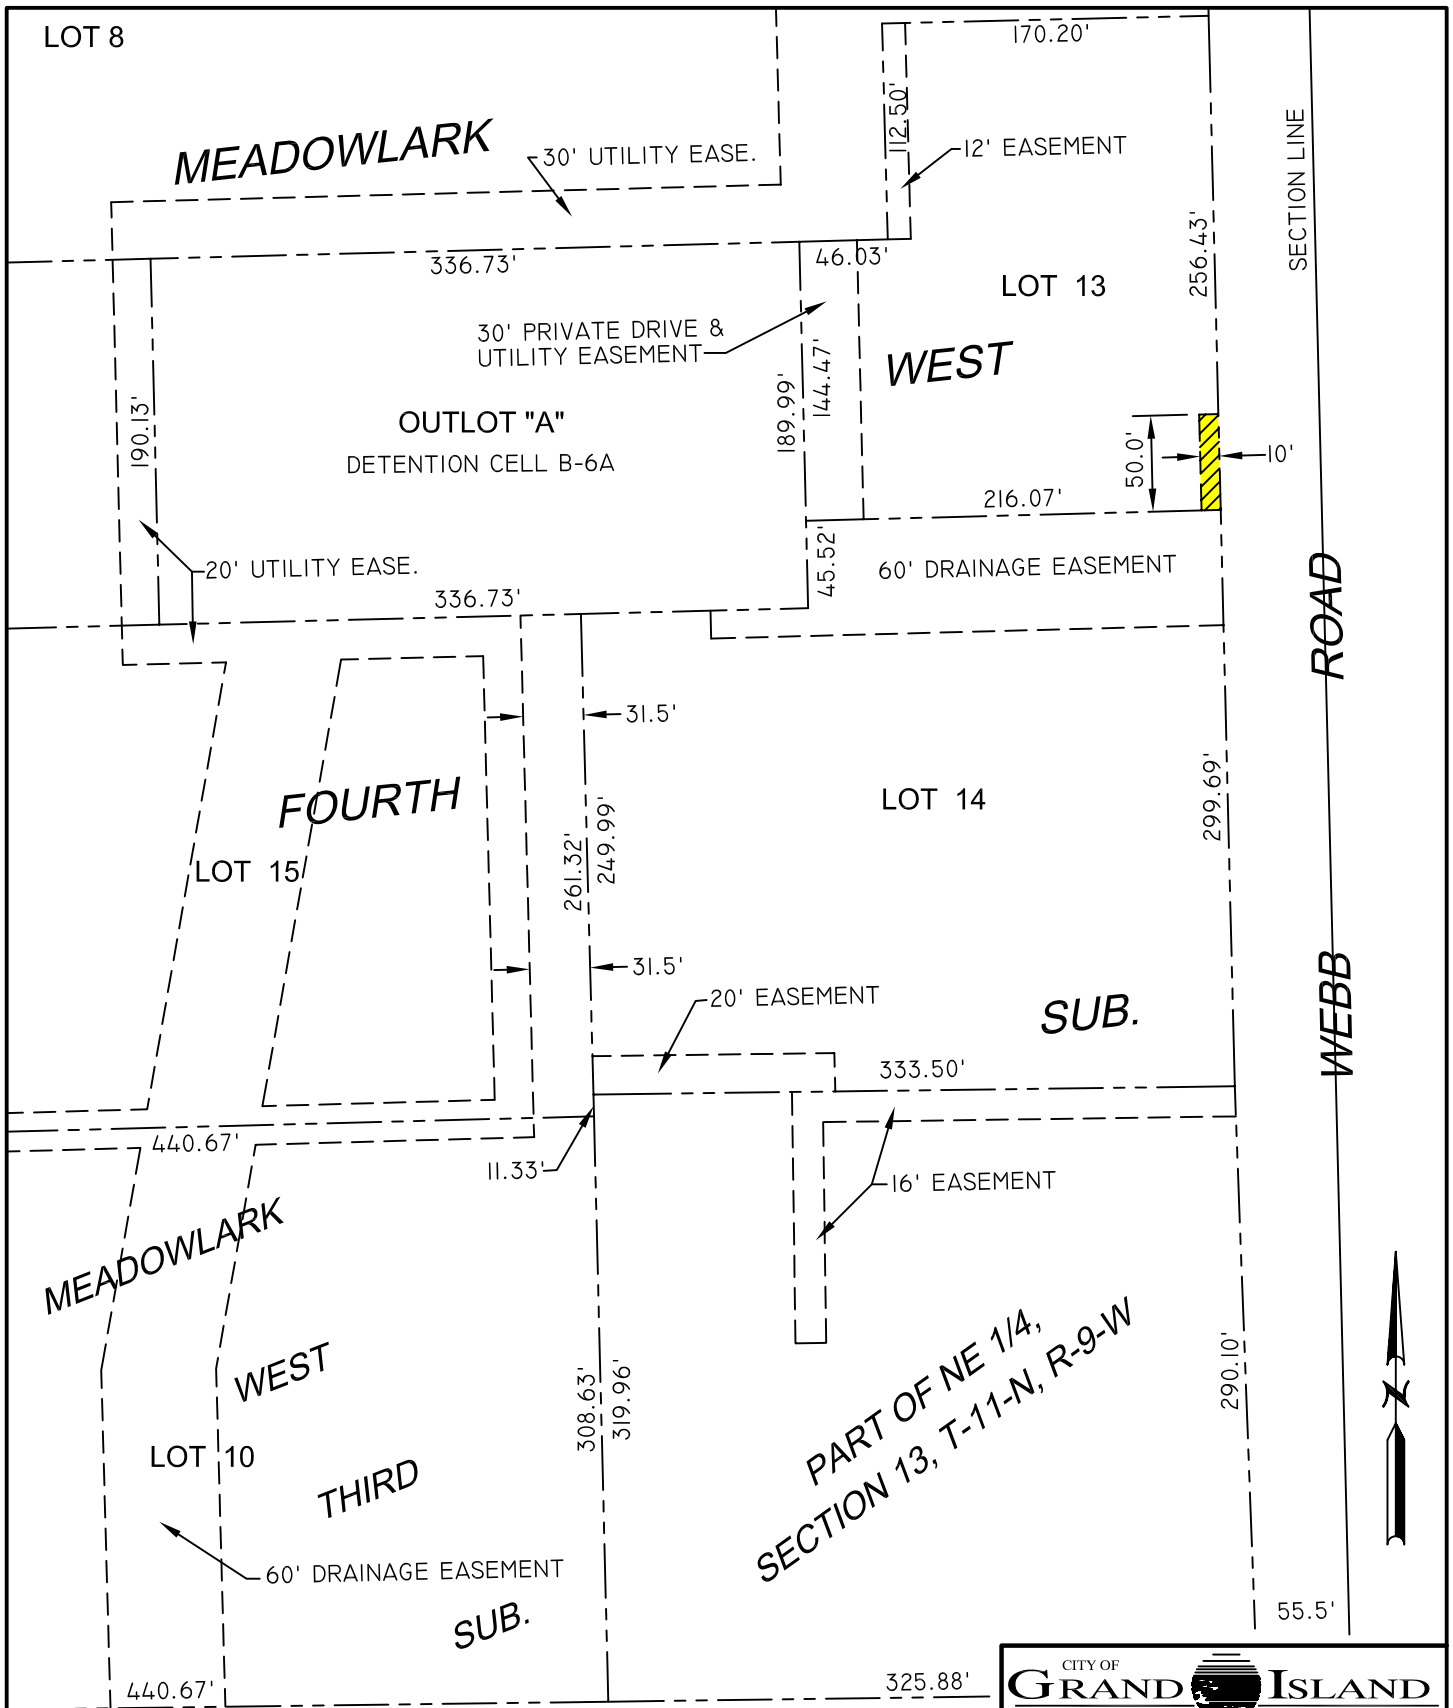 LOT 8
170.20'
MEADOWLARK
30' UTILITY EASE.
112.50'
12' EASEMENT
SECTION LINE
256.43'
336.73'
46.03'
LOT 13
30' PRIVATE DRIVE &
UTILITY EASEMENT
WEST
144.47'
189.99'
190.13'
OUTLOT "A"
DETENTION CELL B-6A
50.0'
10'
216.07'
45.52'
60' DRAINAGE EASEMENT
20' UTILITY EASE.
336.73'
ROAD
31.5'
FOURTH
LOT 14
299.69'
261.32'
249.99'
LOT 15
31.5'
20' EASEMENT
SUB.
WEBB
333.50'
440.67'
11.33'
16' EASEMENT
MEADOWLARK
WEST
308.63'
319.96'
PART OF NE 1/4,
SECTION 13, T-11-N, R-9-W
290.10'
N
LOT 10
THIRD
60' DRAINAGE EASEMENT
SUB.
55.5'
440.67'
325.88'
CITY OF
GRAND ISLAND